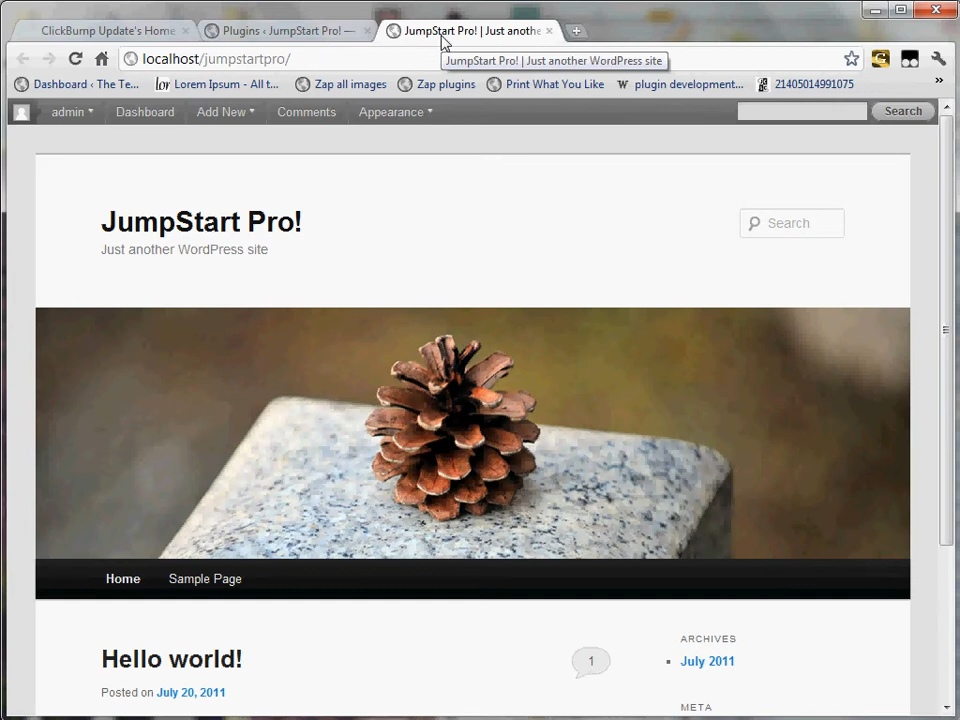 ClickBump Update's Home
Plugins ‹ JumpStart Pro! —
JumpStart Pro! | Just anothe
localhost/jumpstartpro/
JumpStart Pro! | Just another WordPress site
Dashboard ‹ The Te...
lor Lorem Ipsum - All t...
Zap all images
Zap plugins
Print What You Like
W plugin development...
21405014991075
»
admin
Dashboard
Add New
Comments
Appearance
Search
JumpStart Pro!
Just another WordPress site
Search
Home
Sample Page
Hello world!
1
Posted on July 20, 2011
ARCHIVES
July 2011
META